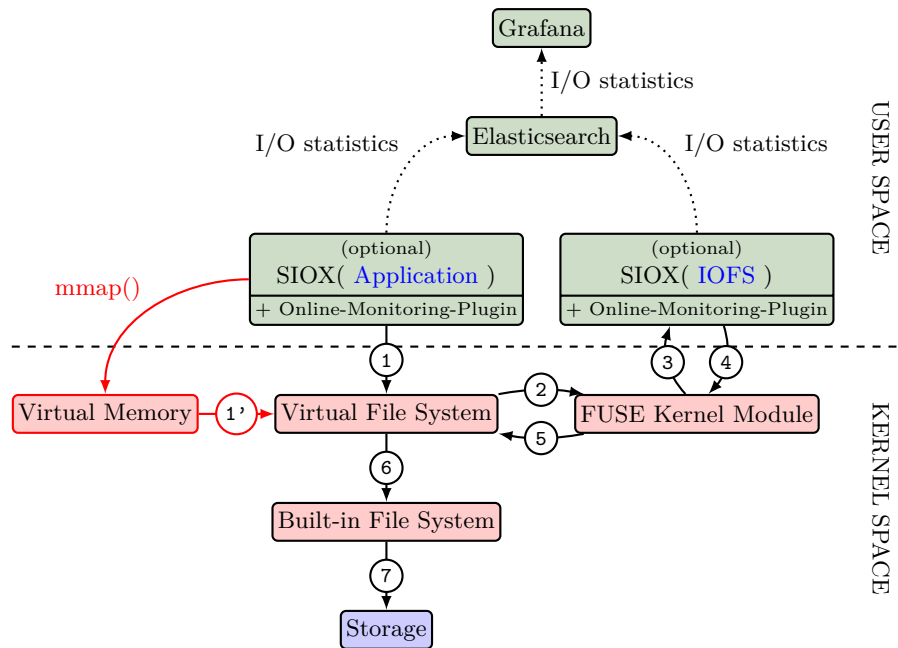 Grafana
I/O statistics
Elasticsearch
I/O statistics
I/O statistics
USER SPACE
(optional)
SIOX( Application )
+ Online-Monitoring-Plugin
(optional)
SIOX( IOFS )
+ Online-Monitoring-Plugin
mmap()
1
3
4
Virtual Memory
1'
Virtual File System
2
5
FUSE Kernel Module
KERNEL SPACE
6
Built-in File System
7
Storage